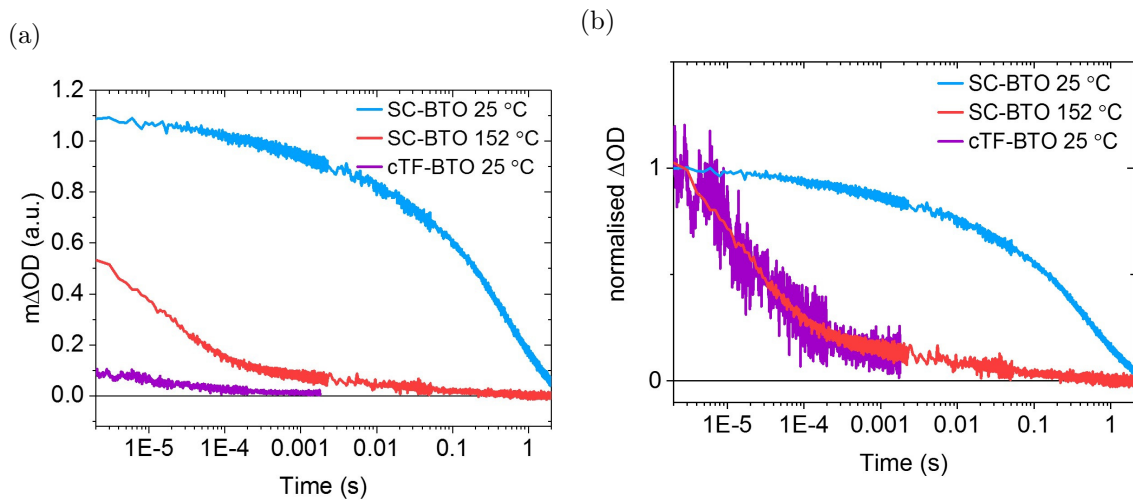 (a)
1.2
1.0
0.8
0.6
0.4
0.2
0.0
mΔOD (a.u.)
SC-BTO 25 °C
SC-BTO 152 °C
cTF-BTO 25 °C
1E-5 1E-4 0.001 0.01 0.1 1
Time (s)
(b)
1
0
normalised ΔOD
SC-BTO 25 °C
SC-BTO 152 °C
cTF-BTO 25 °C
1E-5 1E-4 0.001 0.01 0.1 1
Time (s)